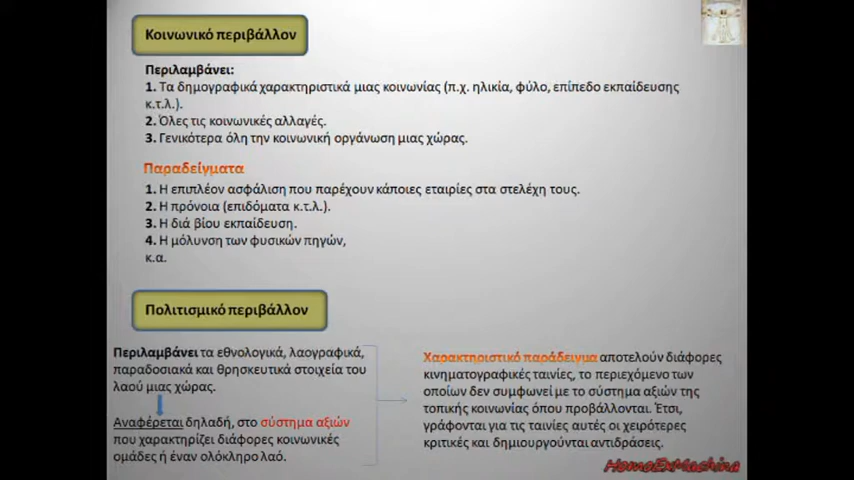 Κοινωνικό περιβάλλον
Περιλαμβάνει:
1. Τα δημογραφικά χαρακτηριστικά μιας κοινωνίας (π.χ. ηλικία, φύλο, επίπεδο εκπαίδευσης
κ.τ.λ.).
2. Όλες τις κοινωνικές αλλαγές.
3. Γενικότερα όλη την κοινωνική οργάνωση μιας χώρας.
Παραδείγματα
1. Η επιπλέον ασφάλιση που παρέχουν κάποιες εταιρίες στα στελέχη τους.
2. Η πρόνοια (επιδόματα κ.τ.λ.).
3. Η διά βίου εκπαίδευση.
4. Η μόλυνση των φυσικών πηγών,
κ.α.
Πολιτισμικό περιβάλλον
Περιλαμβάνει τα εθνολογικά, λαογραφικά,
παραδοσιακά και θρησκευτικά στοιχεία του
λαού μιας χώρας.
Αναφέρεται δηλαδή, στο σύστημα αξιών
που χαρακτηρίζει διάφορες κοινωνικές
ομάδες ή έναν ολόκληρο λαό.
Χαρακτηριστικό παράδειγμα αποτελούν διάφορες
κινηματογραφικές ταινίες, το περιεχόμενο των
οποίων δεν συμφωνεί με το σύστημα αξιών της
τοπικής κοινωνίας όπου προβάλλονται. Έτσι,
γράφονται για τις ταινίες αυτές οι χειρότερες
κριτικές και δημιουργούνται αντιδράσεις.
HomoExMachina